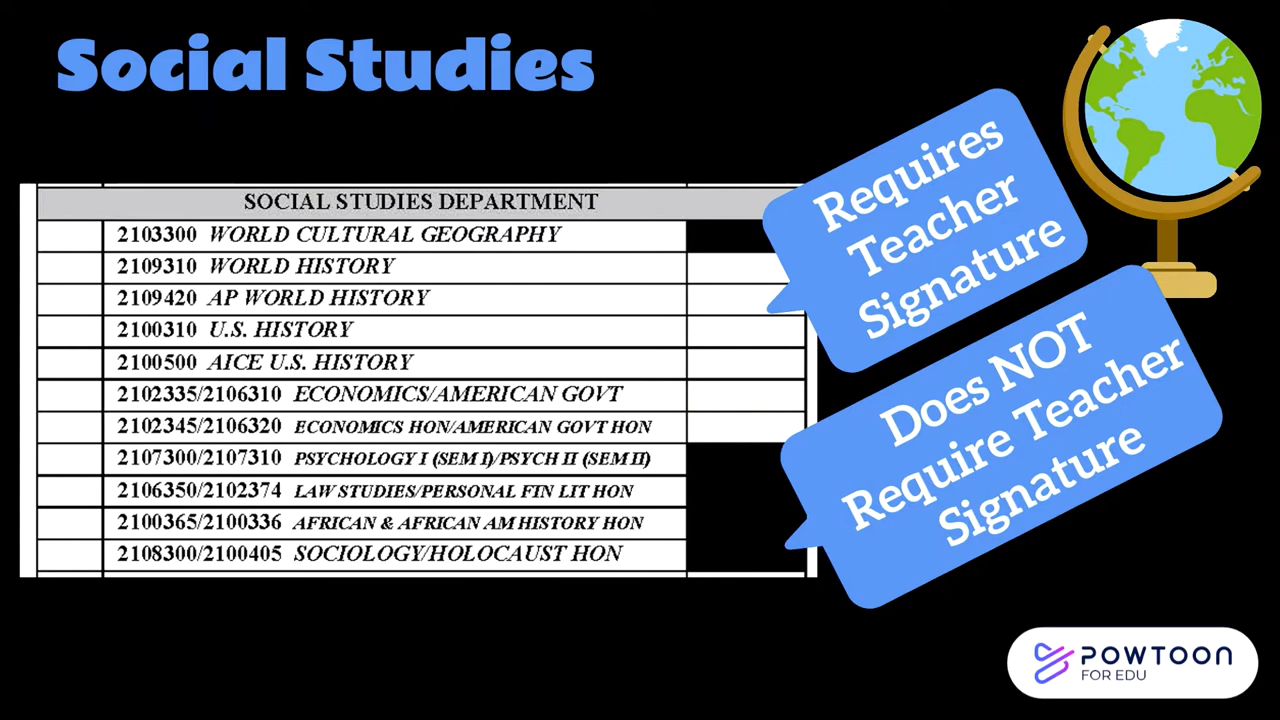 Social Studies
SOCIAL STUDIES DEPARTMENT
2103300 WORLD CULTURAL GEOGRAPHY
2109310 WORLD HISTORY
2109420 AP WORLD HISTORY
2100310 U.S. HISTORY
2100500 AICE U.S. HISTORY
2102335/2106310 ECONOMICS/AMERICAN GOVT
2102345/2106320 ECONOMICS HON/AMERICAN GOVT HON
2107300/2107310 PSYCHOLOGY I (SEM I)/PSYCH II (SEM II)
2106350/2102374 LAW STUDIES/PERSONAL FIN LIT HON
2100365/2100336 AFRICAN & AFRICAN AM HISTORY HON
2108300/2100405 SOCIOLOGY/HOLOCAUST HON
Requires
Teacher
Signature
Does NOT
Require Teacher
Signature
POWTOON
FOR EDU